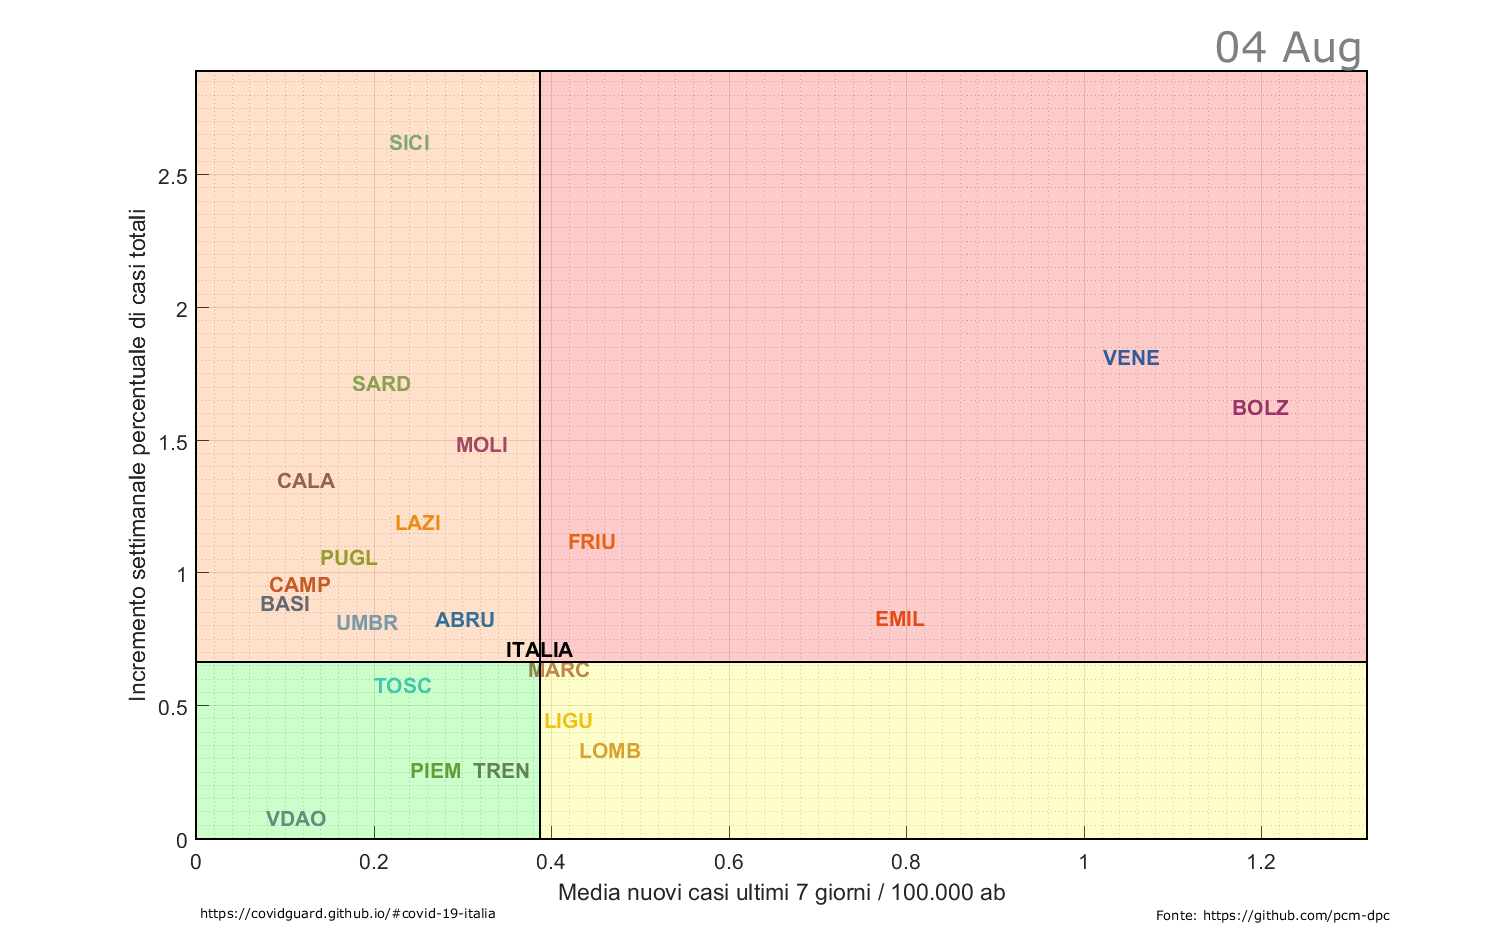 04 Aug
SICI
2.5
2
VENE
SARD
BOLZ
1.5
MOLI
CALA
LAZI
FRIU
PUGL
1
CAMP
BASI
UMBR
ABRU
EMIL
ITALIA
MARC
TOSC
0.5
LIGU
LOMB
PIEM
TREN
VDAO
0
Incremento settimanale percentuale di casi totali
0 0.2 0.4 0.6 0.8 1 1.2
Media nuovi casi ultimi 7 giorni / 100.000 ab
https://covidguard.github.io/#covid-19-italia
Fonte: https://github.com/pcm-dpc